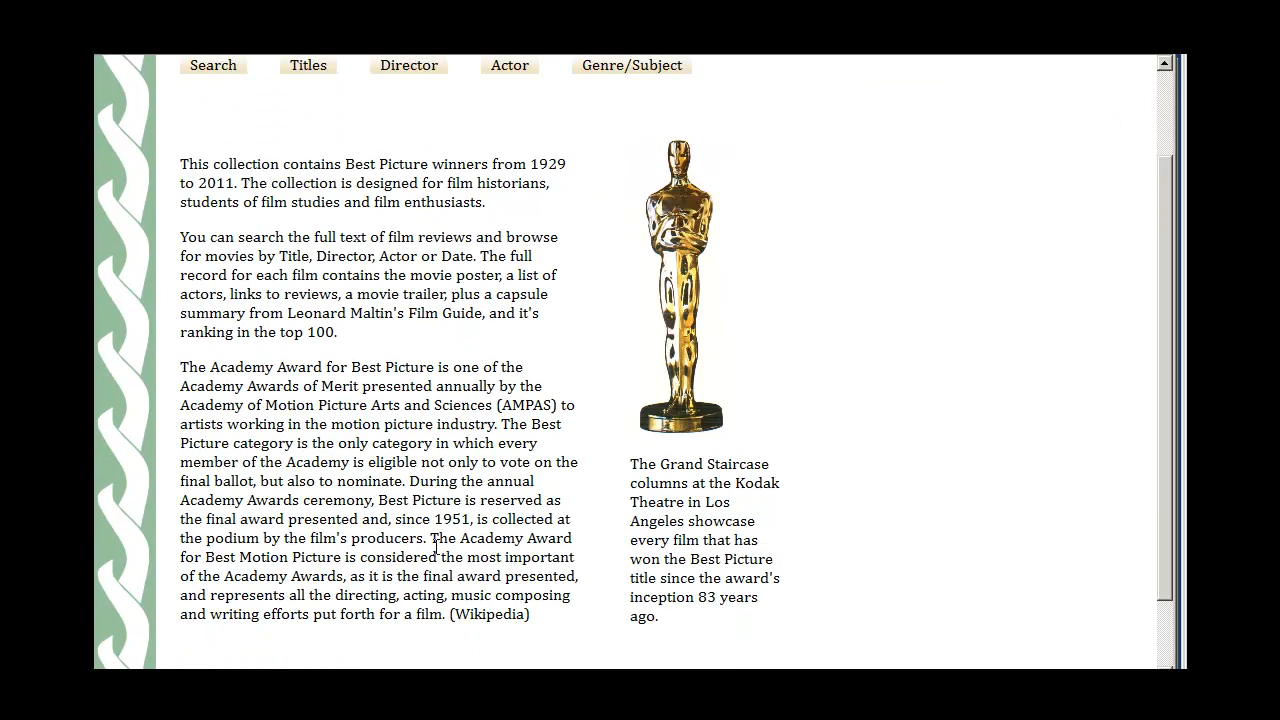 Search Titles Director Actor Genre/Subject
This collection contains Best Picture winners from 1929
to 2011. The collection is designed for film historians,
students of film studies and film enthusiasts.
You can search the full text of film reviews and browse
for movies by Title, Director, Actor or Date. The full
record for each film contains the movie poster, a list of
actors, links to reviews, a movie trailer, plus a capsule
summary from Leonard Maltin's Film Guide, and it's
ranking in the top 100.
The Academy Award for Best Picture is one of the
Academy Awards of Merit presented annually by the
Academy of Motion Picture Arts and Sciences (AMPAS) to
artists working in the motion picture industry. The Best
Picture category is the only category in which every
member of the Academy is eligible not only to vote on the
final ballot, but also to nominate. During the annual
Academy Awards ceremony, Best Picture is reserved as
the final award presented and, since 1951, is collected at
the podium by the film's producers. The Academy Award
for Best Motion Picture is considered the most important
of the Academy Awards, as it is the final award presented,
and represents all the directing, acting, music composing
and writing efforts put forth for a film. (Wikipedia)
The Grand Staircase
columns at the Kodak
Theatre in Los
Angeles showcase
every film that has
won the Best Picture
title since the award's
inception 83 years
ago.